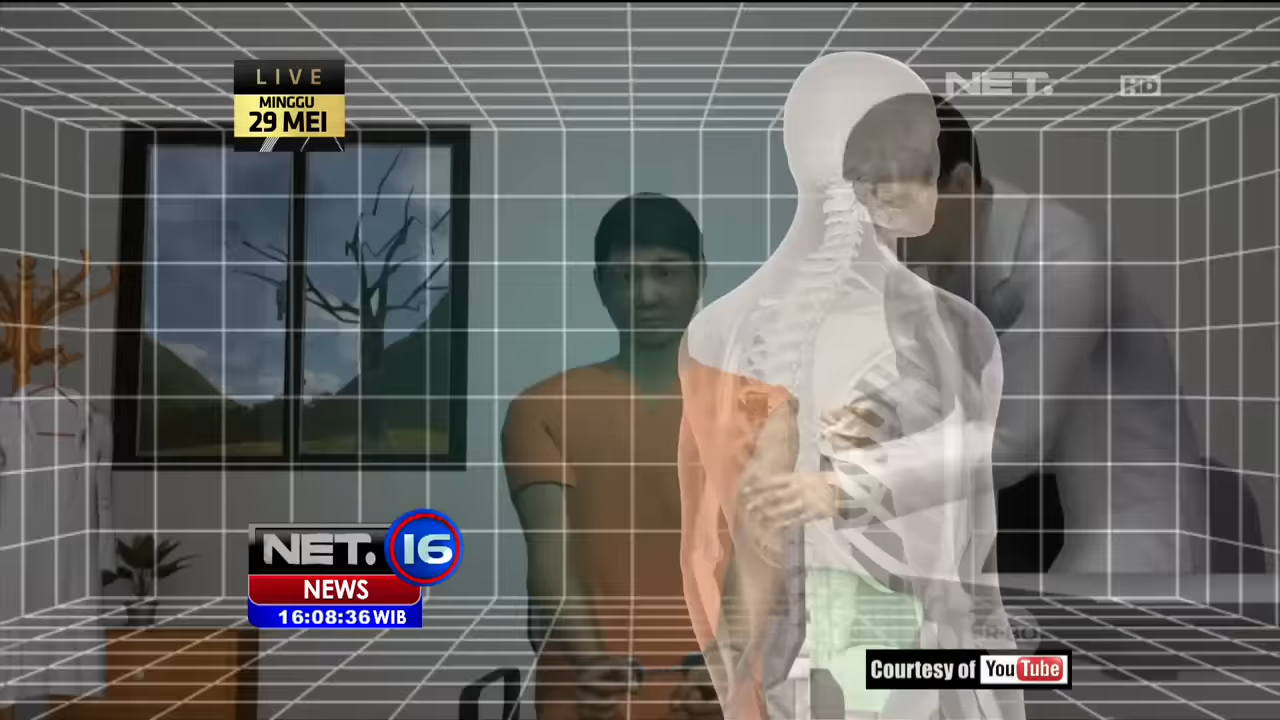 LIVE
MINGGU
29 MEI
NET.
HD
NET. 16
NEWS
16:08:36 WIB
Courtesy of YouTube